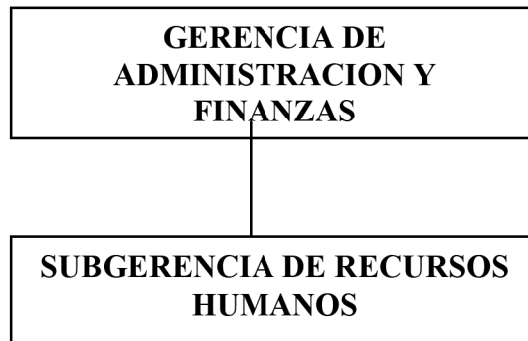 GERENCIA DE
ADMINISTRACION Y
FINANZAS
SUBGERENCIA DE RECURSOS
HUMANOS